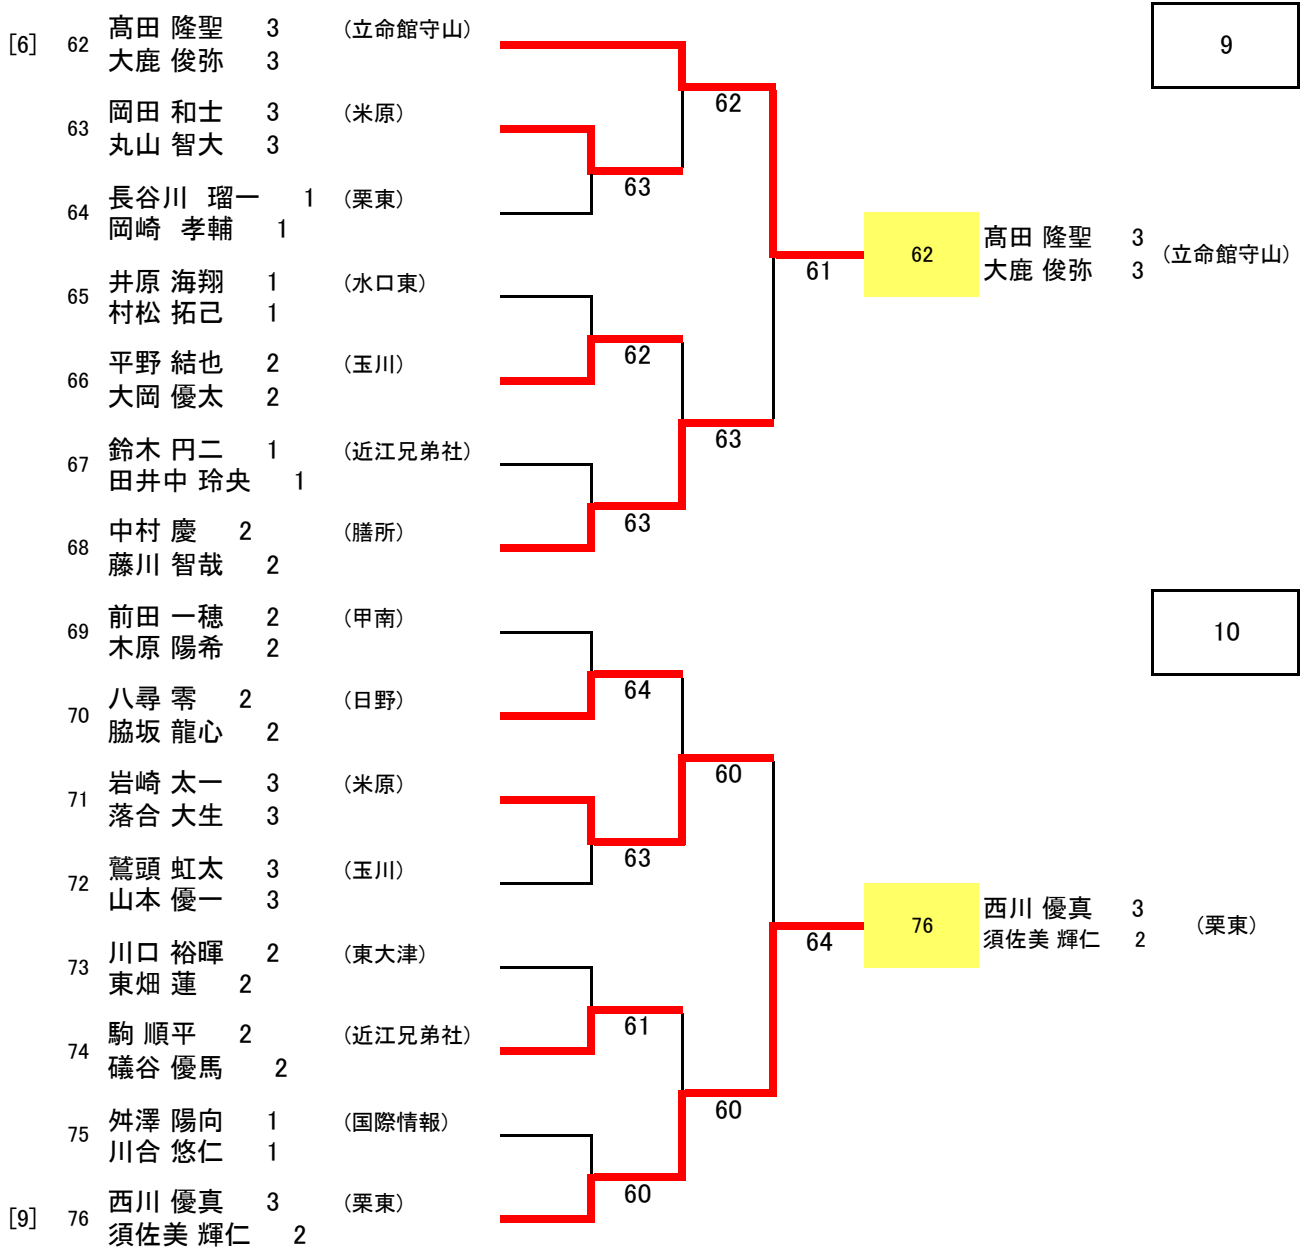 [6] 62 髙田 隆聖 3 (立命館守山)
大鹿 俊弥 3
9
62
63 岡田 和士 3 (米原)
丸山 智大 3
63
64 長谷川 瑠一 1 (栗東)
岡崎 孝輔 1
62 髙田 隆聖 3 (立命館守山)
大鹿 俊弥 3
61
65 井原 海翔 1 (水口東)
村松 拓己 1
62
66 平野 結也 2 (玉川)
大岡 優太 2
63
67 鈴木 円二 1 (近江兄弟社)
田井中 玲央 1
63
68 中村 慶 2 (膳所)
藤川 智哉 2
69 前田 一穂 2 (甲南)
木原 陽希 2
10
64
70 八尋 零 2 (日野)
脇坂 龍心 2
60
71 岩崎 太一 3 (米原)
落合 大生 3
63
72 鷲頭 虹太 3 (玉川)
山本 優一 3
76 西川 優真 3 (栗東)
須佐美 輝仁 2
64
73 川口 裕暉 2 (東大津)
東畑 蓮 2
61
74 駒 順平 2 (近江兄弟社)
礒谷 優馬 2
60
75 舛澤 陽向 1 (国際情報)
川合 悠仁 1
60
[9] 76 西川 優真 3 (栗東)
須佐美 輝仁 2